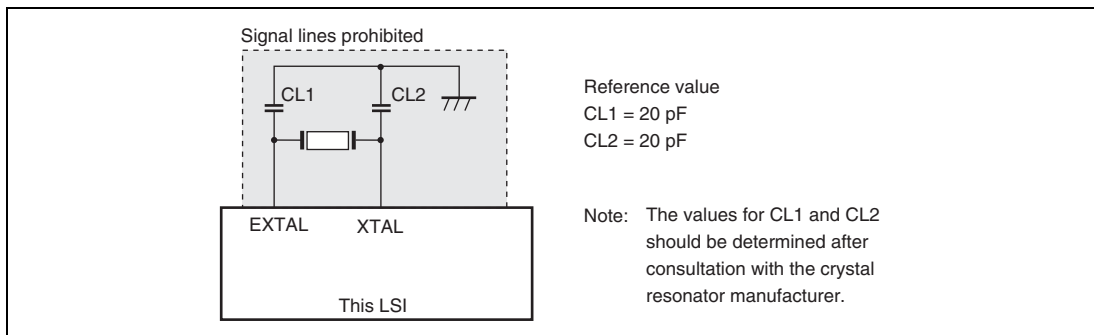 Signal lines prohibited
CL1
CL2
EXTAL
XTAL
This LSI
Reference value
CL1 = 20 pF
CL2 = 20 pF
Note: The values for CL1 and CL2
should be determined after
consultation with the crystal
resonator manufacturer.